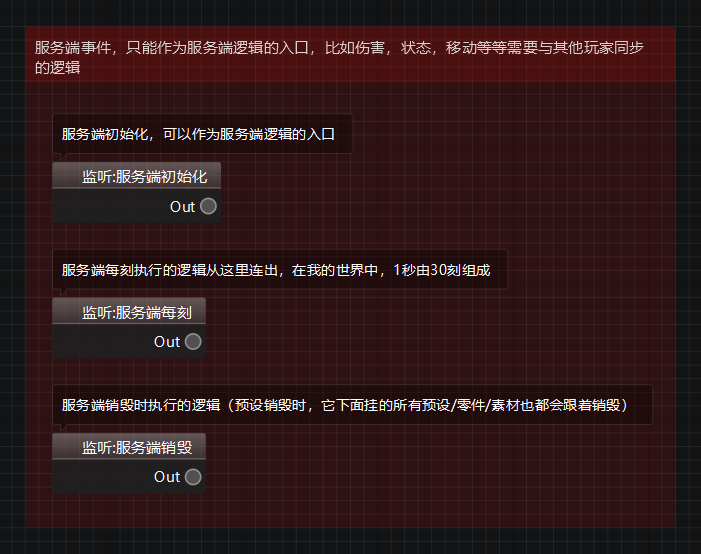 服务端事件，只能作为服务端逻辑的入口，比如伤害，状态，移动等等需要与其他玩家同步
的逻辑
服务端初始化，可以作为服务端逻辑的入口
监听:服务端初始化
Out
服务端每刻执行的逻辑从这里连出，在我的世界中，1秒由30刻组成
监听:服务端每刻
Out
服务端销毁时执行的逻辑（预设销毁时，它下面挂的所有预设/零件/素材也都会跟着销毁）
监听:服务端销毁
Out